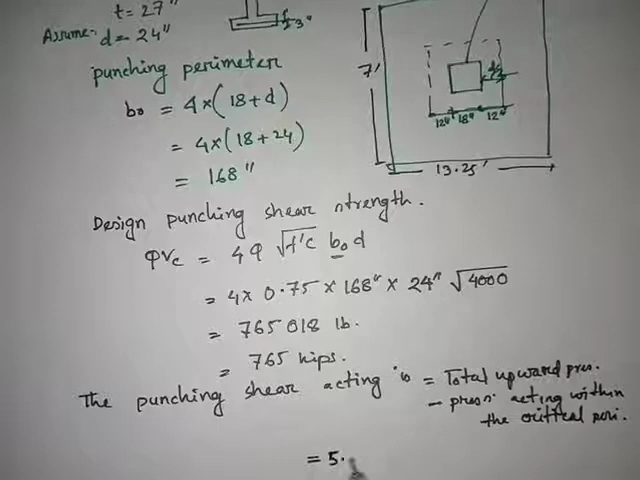 t = 27"
Assume:- d = 24"
3"
punching perimeter
b₀ = 4×(18+d)
= 4×(18+24)
= 168"
7'
12" 18" 12"
13.25'
Design punching shear strength.
φVc = 4φ √f'c b₀d
= 4× 0.75 × 168" × 24" √4000
= 765 018 lb.
= 765 kips.
The punching shear acting is = Total upward pres.
- press. acting within
the critical peri.
= 5.